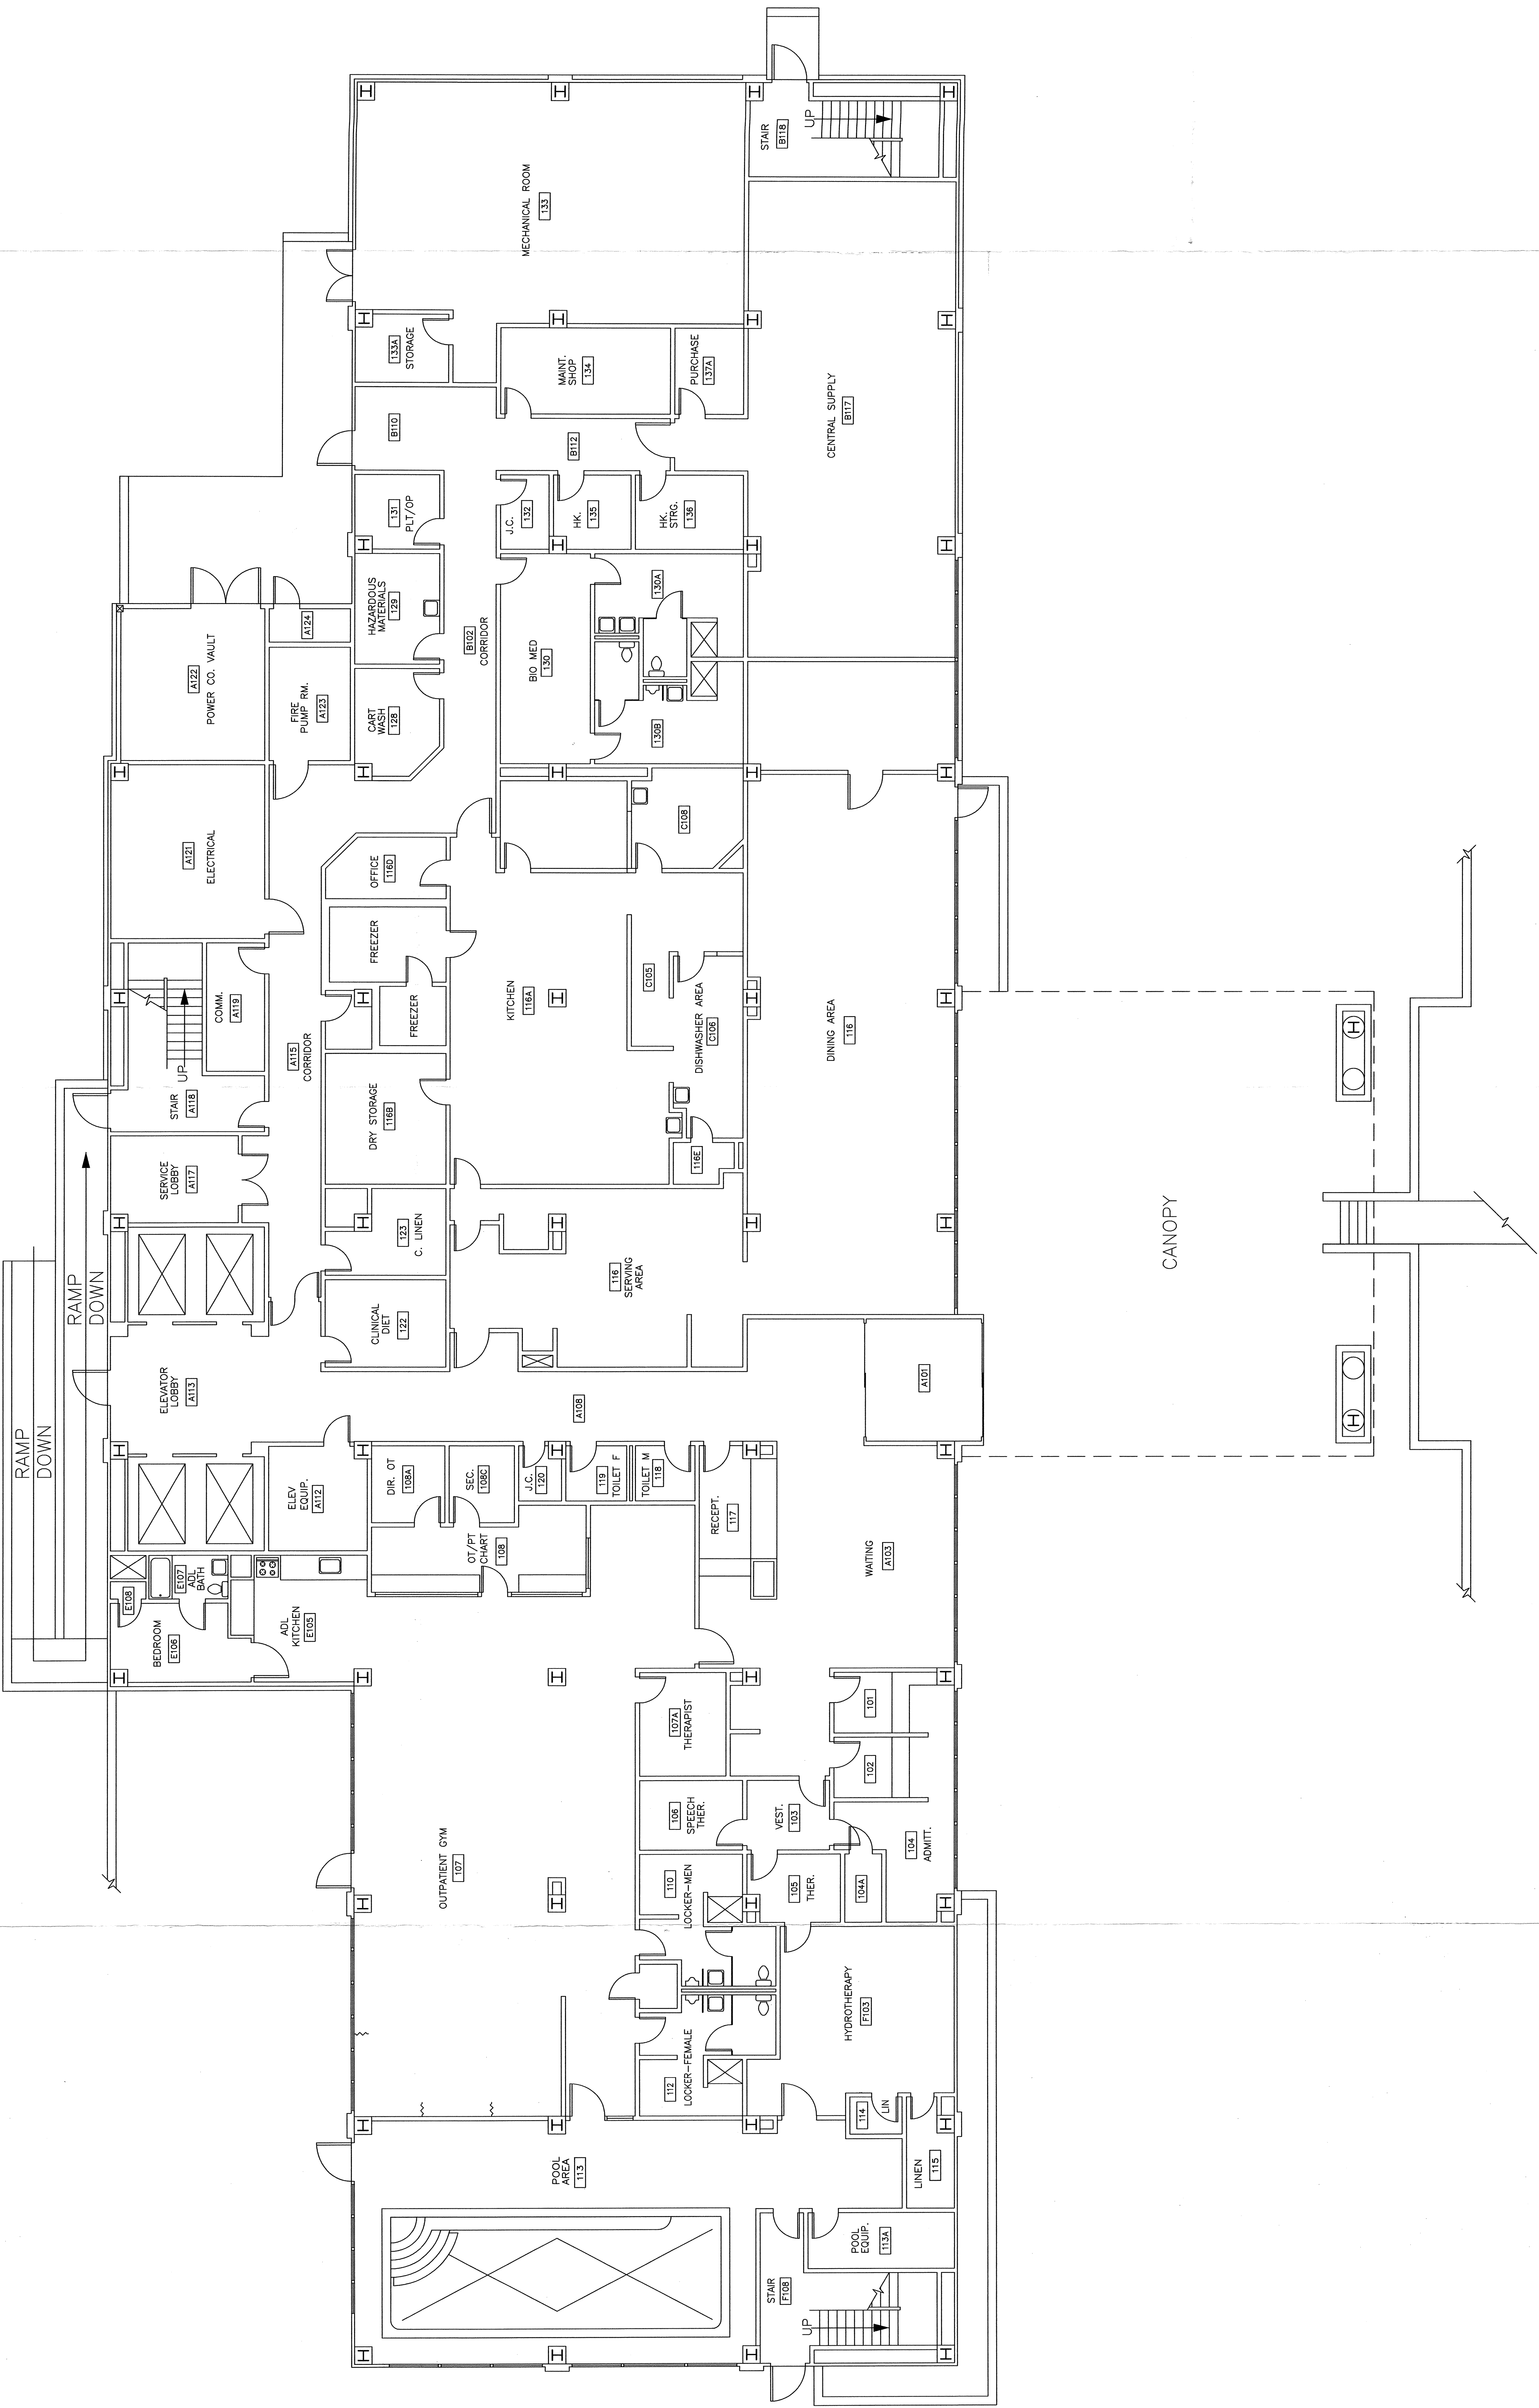 RAMP
DOWN
RAMP
DOWN
BEDROOM
E106
E108
E107
ADL
BATH
ADL
KITCHEN
E105
ELEV
EQUIP.
A112
ELEVATOR
LOBBY
A113
SERVICE
LOBBY
A117
STAIR
A118
UP
COMM.
A119
A115
CORRIDOR
A121
ELECTRICAL
A122
POWER CO. VAULT
FIRE
PUMP RM.
A123
A124
CART
WASH
128
HAZARDOUS
MATERIALS
129
131
PLT/OP
B110
133A
STORAGE
MECHANICAL ROOM
133
B102
CORRIDOR
OUTPATIENT GYM
107
DIR. OT
108A
SEC.
108C
OT/PT
CHART
108
J.C.
120
119
TOILET F
TOILET M
118
A108
CLINICAL
DIET
122
123
C. LINEN
DRY STORAGE
116B
FREEZER
FREEZER
OFFICE
116D
KITCHEN
116A
116
SERVING
AREA
C105
DISHWASHER AREA
C106
116E
C108
BIO MED
130
130B
130A
J.C.
132
HK.
135
HK.
STRG.
136
B112
MAINT.
SHOP
134
PURCHASE
137A
POOL
AREA
113
112
LOCKER-FEMALE
110
LOCKER-MEN
106
SPEECH
THER.
107A
THERAPIST
RECEPT.
117
STAIR
F108
UP
POOL
EQUIP.
113A
114
LIN
LINEN
115
HYDROTHERAPY
F103
105
THER.
104A
VEST.
103
104
ADMITT.
102
101
WAITING
A103
A101
DINING AREA
116
CENTRAL SUPPLY
B117
STAIR
B118
UP
CANOPY